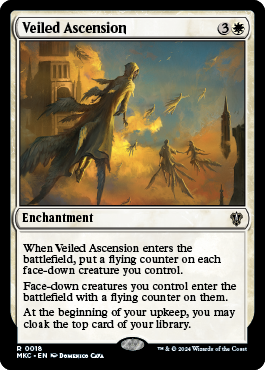 Veiled Ascension 3
Enchantment
When Veiled Ascension enters the
battlefield, put a flying counter on each
face-down creature you control.
Face-down creatures you control enter the
battlefield with a flying counter on them.
At the beginning of your upkeep, you may
cloak the top card of your library.
R 0018
MKC • EN Domenico Cava
™ & © 2024 Wizards of the Coast